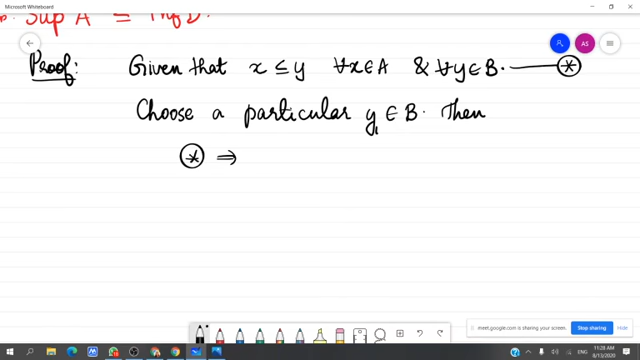 Microsoft Whiteboard
Sup A ≤ Inf B.
AS
Proof: Given that x ≤ y ∀x∈A & ∀y∈B. ——— ⊛
Choose a particular y₁ ∈ B. Then
⊛ ⇒
meet.google.com is sharing your screen.
Stop sharing
Hide
ENG
11:28 AM
8/13/2020